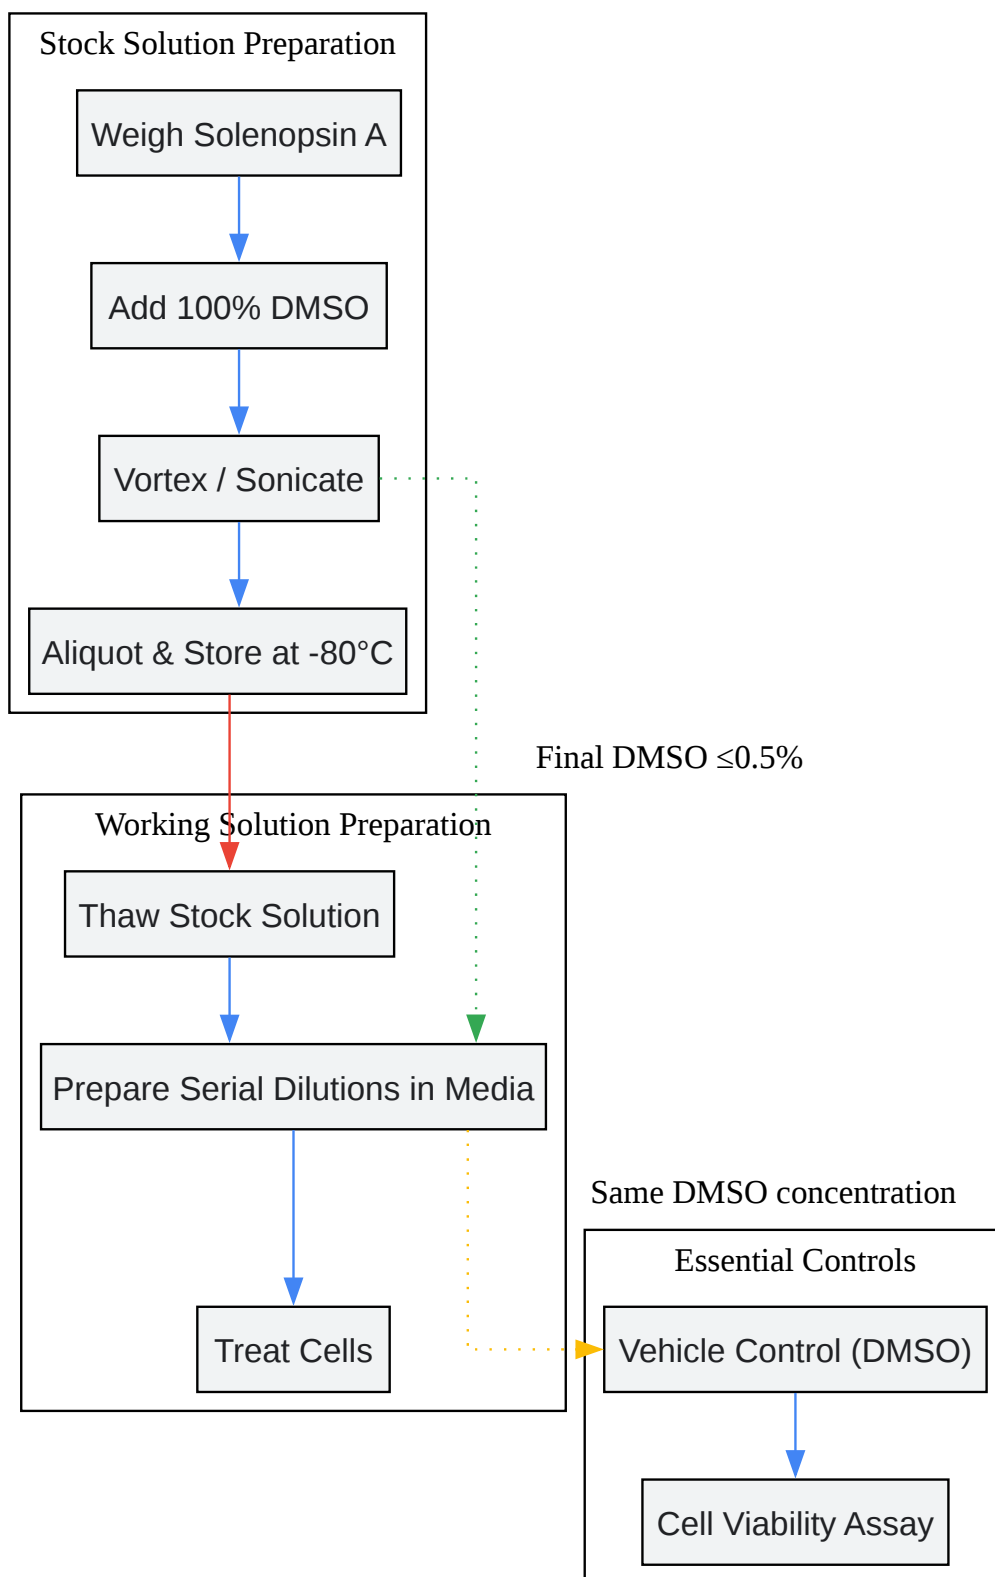 Stock Solution Preparation
Weigh Solenopsin A
Add 100% DMSO
Vortex / Sonicate
Aliquot & Store at -80°C
Final DMSO ≤0.5%
Working Solution Preparation
Thaw Stock Solution
Prepare Serial Dilutions in Media
Same DMSO concentration
Essential Controls
Treat Cells
Vehicle Control (DMSO)
Cell Viability Assay